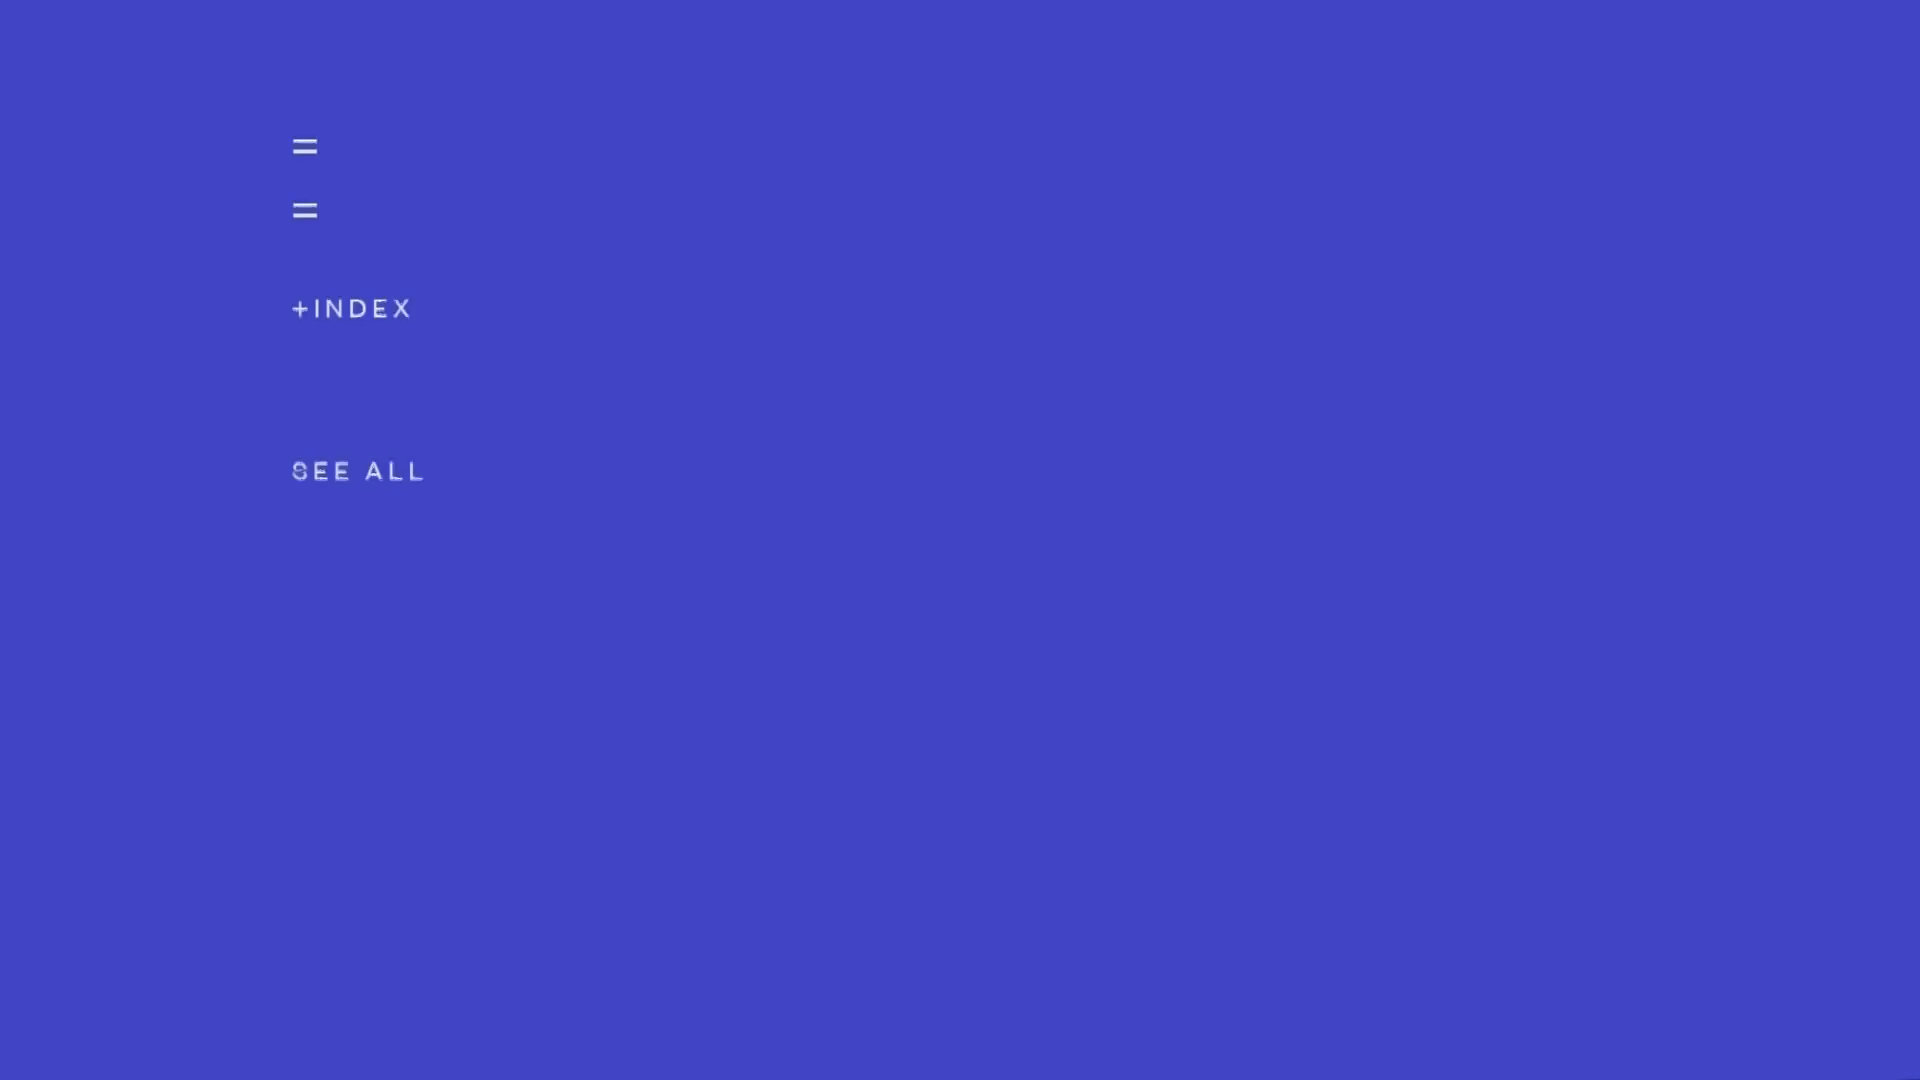 =
=
+INDEX
SEE ALL